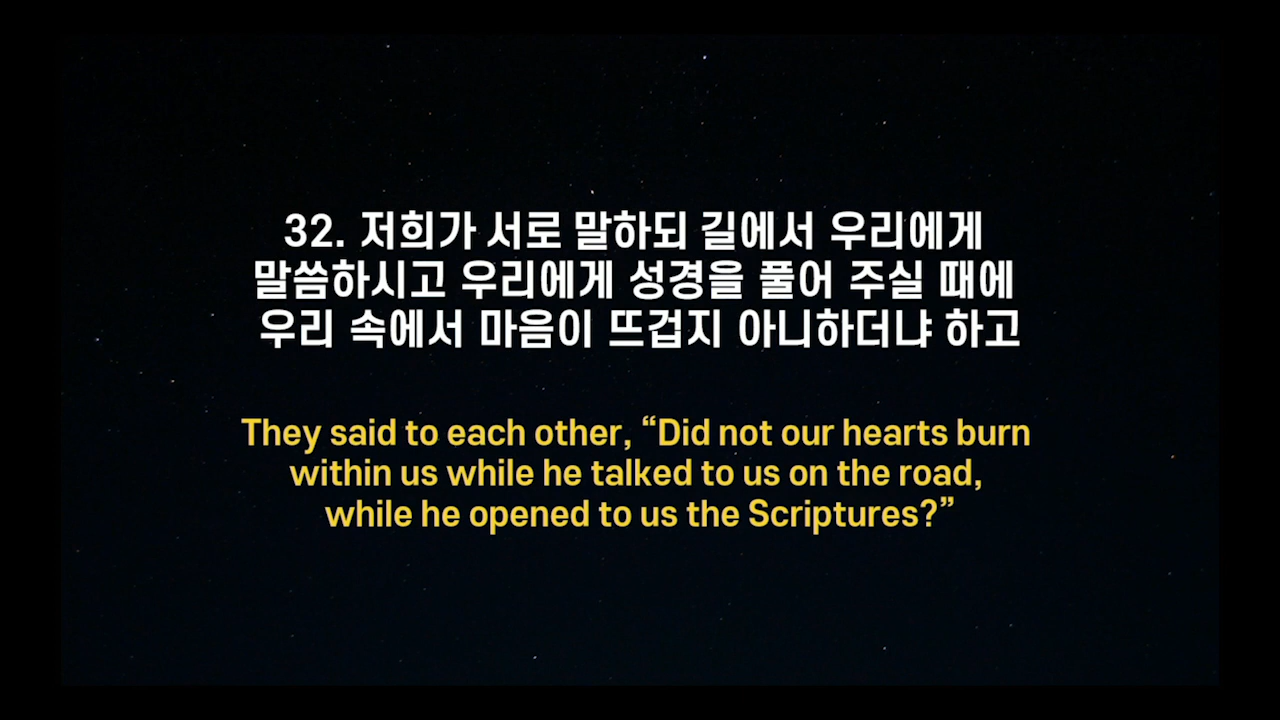 32. 저희가 서로 말하되 길에서 우리에게
말씀하시고 우리에게 성경을 풀어 주실 때에
우리 속에서 마음이 뜨겁지 아니하더냐 하고
They said to each other, “Did not our hearts burn
within us while he talked to us on the road,
while he opened to us the Scriptures?”